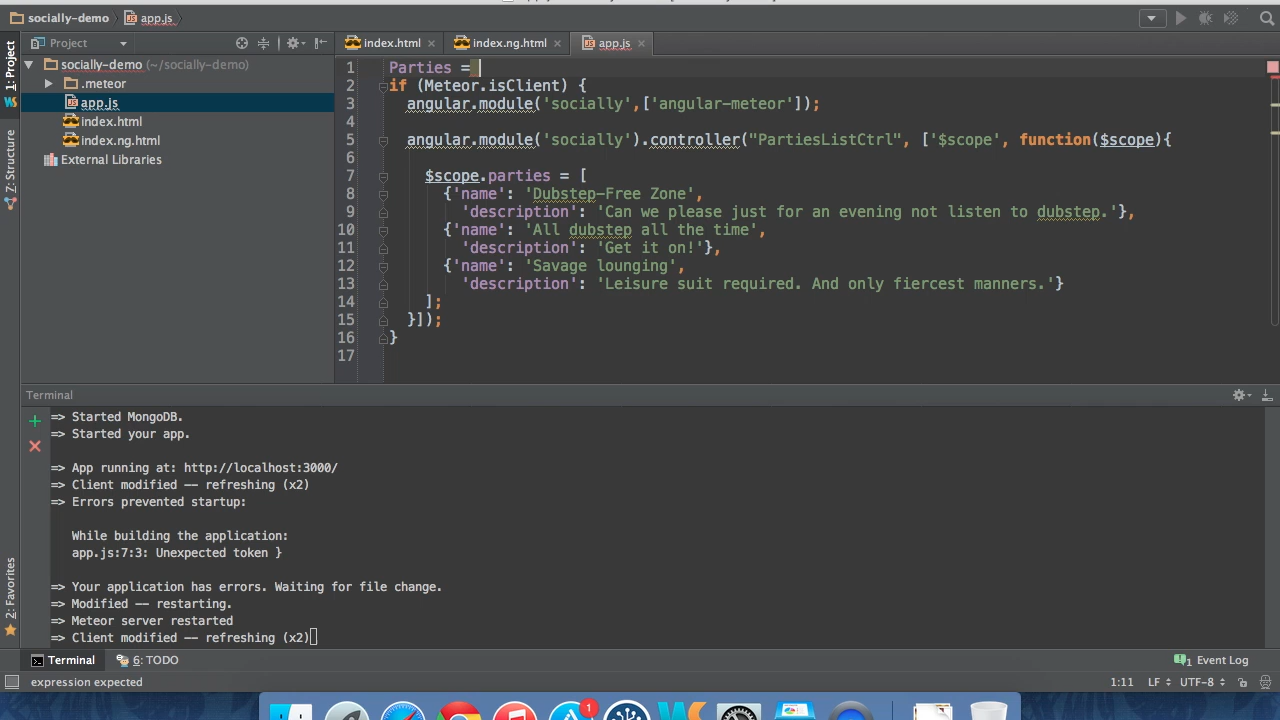 socially-demo app.js
Project
index.html
index.ng.html
app.js
1: Project
Z: Structure
2: Favorites
socially-demo (~/socially-demo)
.meteor
app.js
index.html
index.ng.html
External Libraries
1 Parties =
2 if (Meteor.isClient) {
3 angular.module('socially',['angular-meteor']);
4
5 angular.module('socially').controller("PartiesListCtrl", ['$scope', function($scope){
6
7 $scope.parties = [
8 {'name': 'Dubstep-Free Zone',
9 'description': 'Can we please just for an evening not listen to dubstep.'},
10 {'name': 'All dubstep all the time',
11 'description': 'Get it on!'},
12 {'name': 'Savage lounging',
13 'description': 'Leisure suit required. And only fiercest manners.'}
14 ];
15 }]);
16 }
17
Terminal
=> Started MongoDB.
=> Started your app.
=> App running at: http://localhost:3000/
=> Client modified -- refreshing (x2)
=> Errors prevented startup:
While building the application:
app.js:7:3: Unexpected token }
=> Your application has errors. Waiting for file change.
=> Modified -- restarting.
=> Meteor server restarted
=> Client modified -- refreshing (x2)
Terminal 6: TODO 1 Event Log
expression expected 1:11 LF UTF-8
1